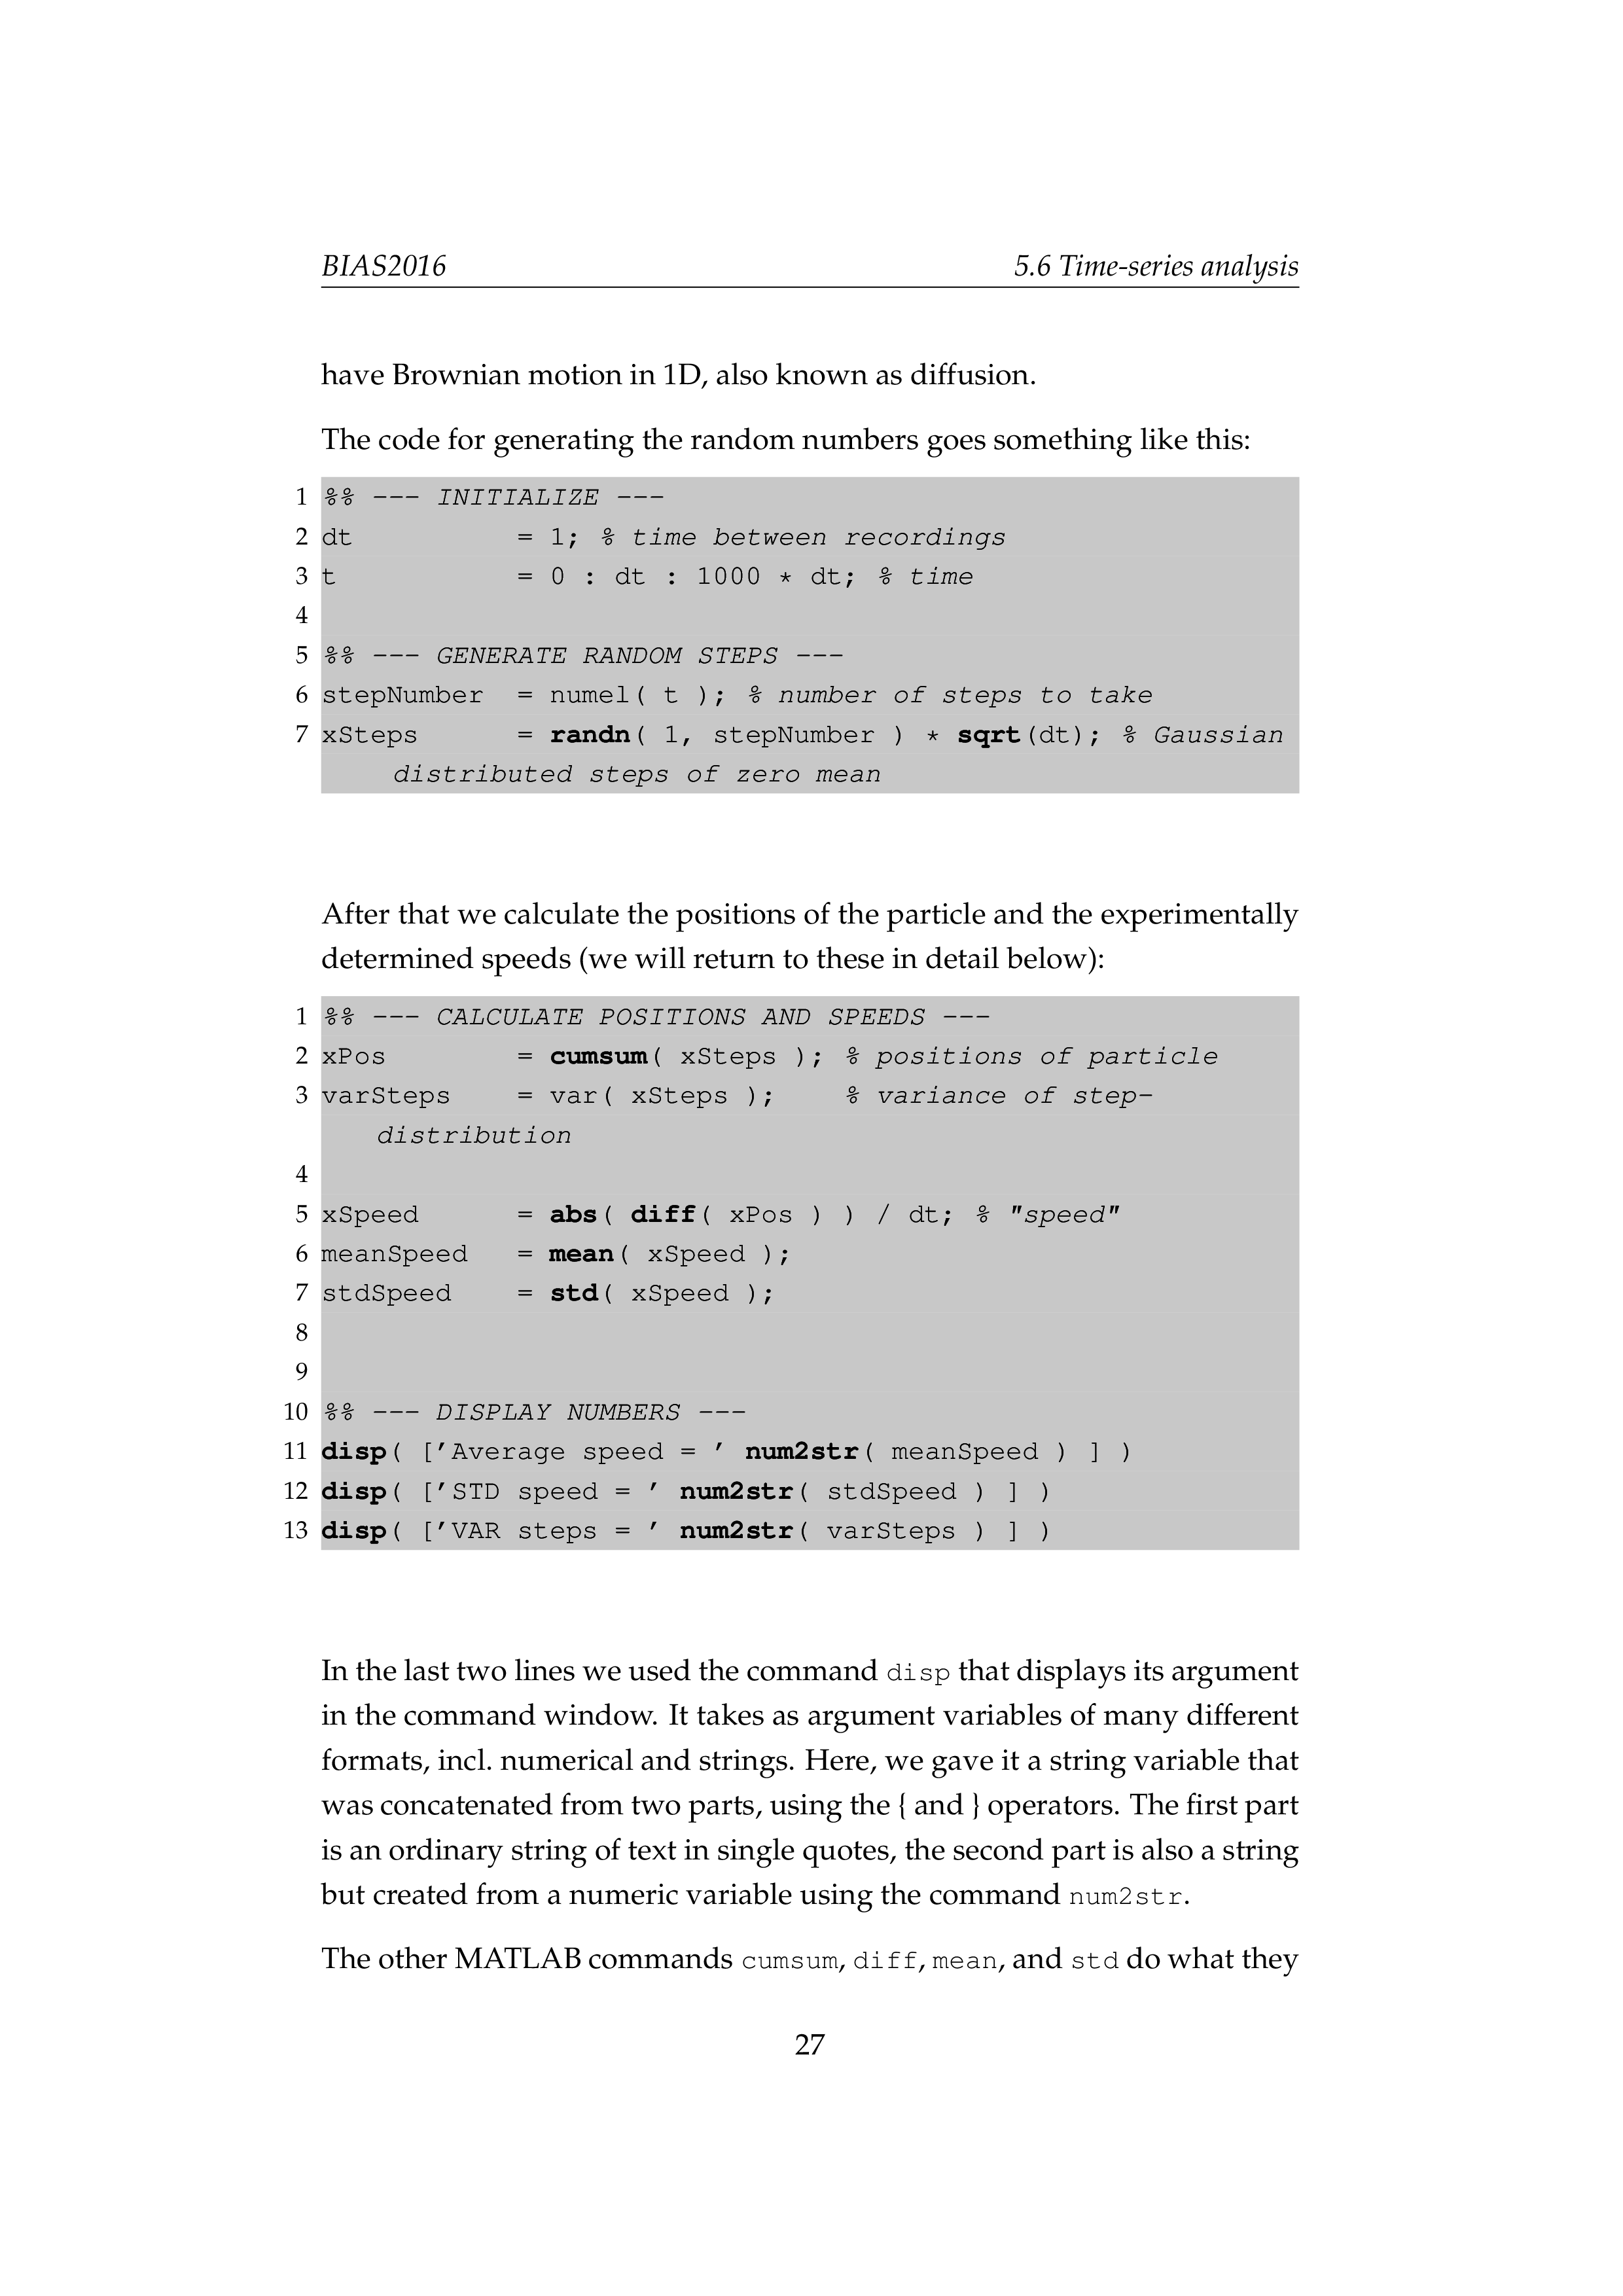 BIAS2016 5.6 Time-series analysis
have Brownian motion in 1D, also known as diffusion.
The code for generating the random numbers goes something like this:
1 %% --- INITIALIZE ---
2 dt = 1; % time between recordings
3 t = 0 : dt : 1000 * dt; % time
4
5 %% --- GENERATE RANDOM STEPS ---
6 stepNumber = numel( t ); % number of steps to take
7 xSteps = randn( 1, stepNumber ) * sqrt(dt); % Gaussian
distributed steps of zero mean
After that we calculate the positions of the particle and the experimentally
determined speeds (we will return to these in detail below):
1 %% --- CALCULATE POSITIONS AND SPEEDS ---
2 xPos = cumsum( xSteps ); % positions of particle
3 varSteps = var( xSteps ); % variance of step-
distribution
4
5 xSpeed = abs( diff( xPos ) ) / dt; % "speed"
6 meanSpeed = mean( xSpeed );
7 stdSpeed = std( xSpeed );
8
9
10 %% --- DISPLAY NUMBERS ---
11 disp( ['Average speed = ' num2str( meanSpeed ) ] )
12 disp( ['STD speed = ' num2str( stdSpeed ) ] )
13 disp( ['VAR steps = ' num2str( varSteps ) ] )
In the last two lines we used the command disp that displays its argument
in the command window. It takes as argument variables of many different
formats, incl. numerical and strings. Here, we gave it a string variable that
was concatenated from two parts, using the { and } operators. The first part
is an ordinary string of text in single quotes, the second part is also a string
but created from a numeric variable using the command num2str.
The other MATLAB commands cumsum, diff, mean, and std do what they
27